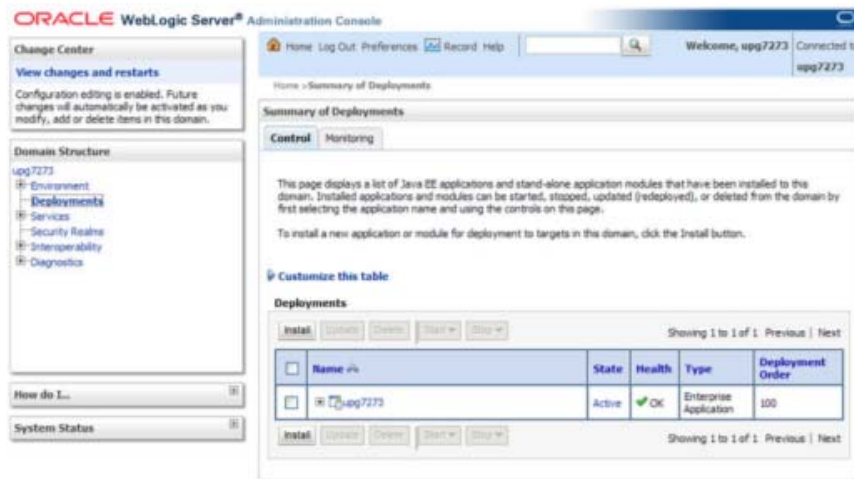 ORACLE WebLogic Server® Administration Console
Change Center
View changes and restarts
Configuration editing is enabled. Future
changes will automatically be activated as you
modify, add or delete items in this domain.
Domain Structure
upg7273
Environment
Deployments
Services
Security Realms
Interoperability
Diagnostics
How do I...
System Status
Home Log Out Preferences Record Help
Welcome, upg7273
Connected t
upg7273
Home >Summary of Deployments
Summary of Deployments
Control Monitoring
This page displays a list of Java EE applications and stand-alone application modules that have been installed to this
domain. Installed applications and modules can be started, stopped, updated (redeployed), or deleted from the domain by
first selecting the application name and using the controls on this page.
To install a new application or module for deployment to targets in this domain, click the Install button.
Customize this table
Deployments
Install Update Delete Start Stop
Showing 1 to 1 of 1 Previous | Next
Name State Health Type Deployment Order
upg7273 Active OK Enterprise Application 100
Install Update Delete Start Stop
Showing 1 to 1 of 1 Previous | Next